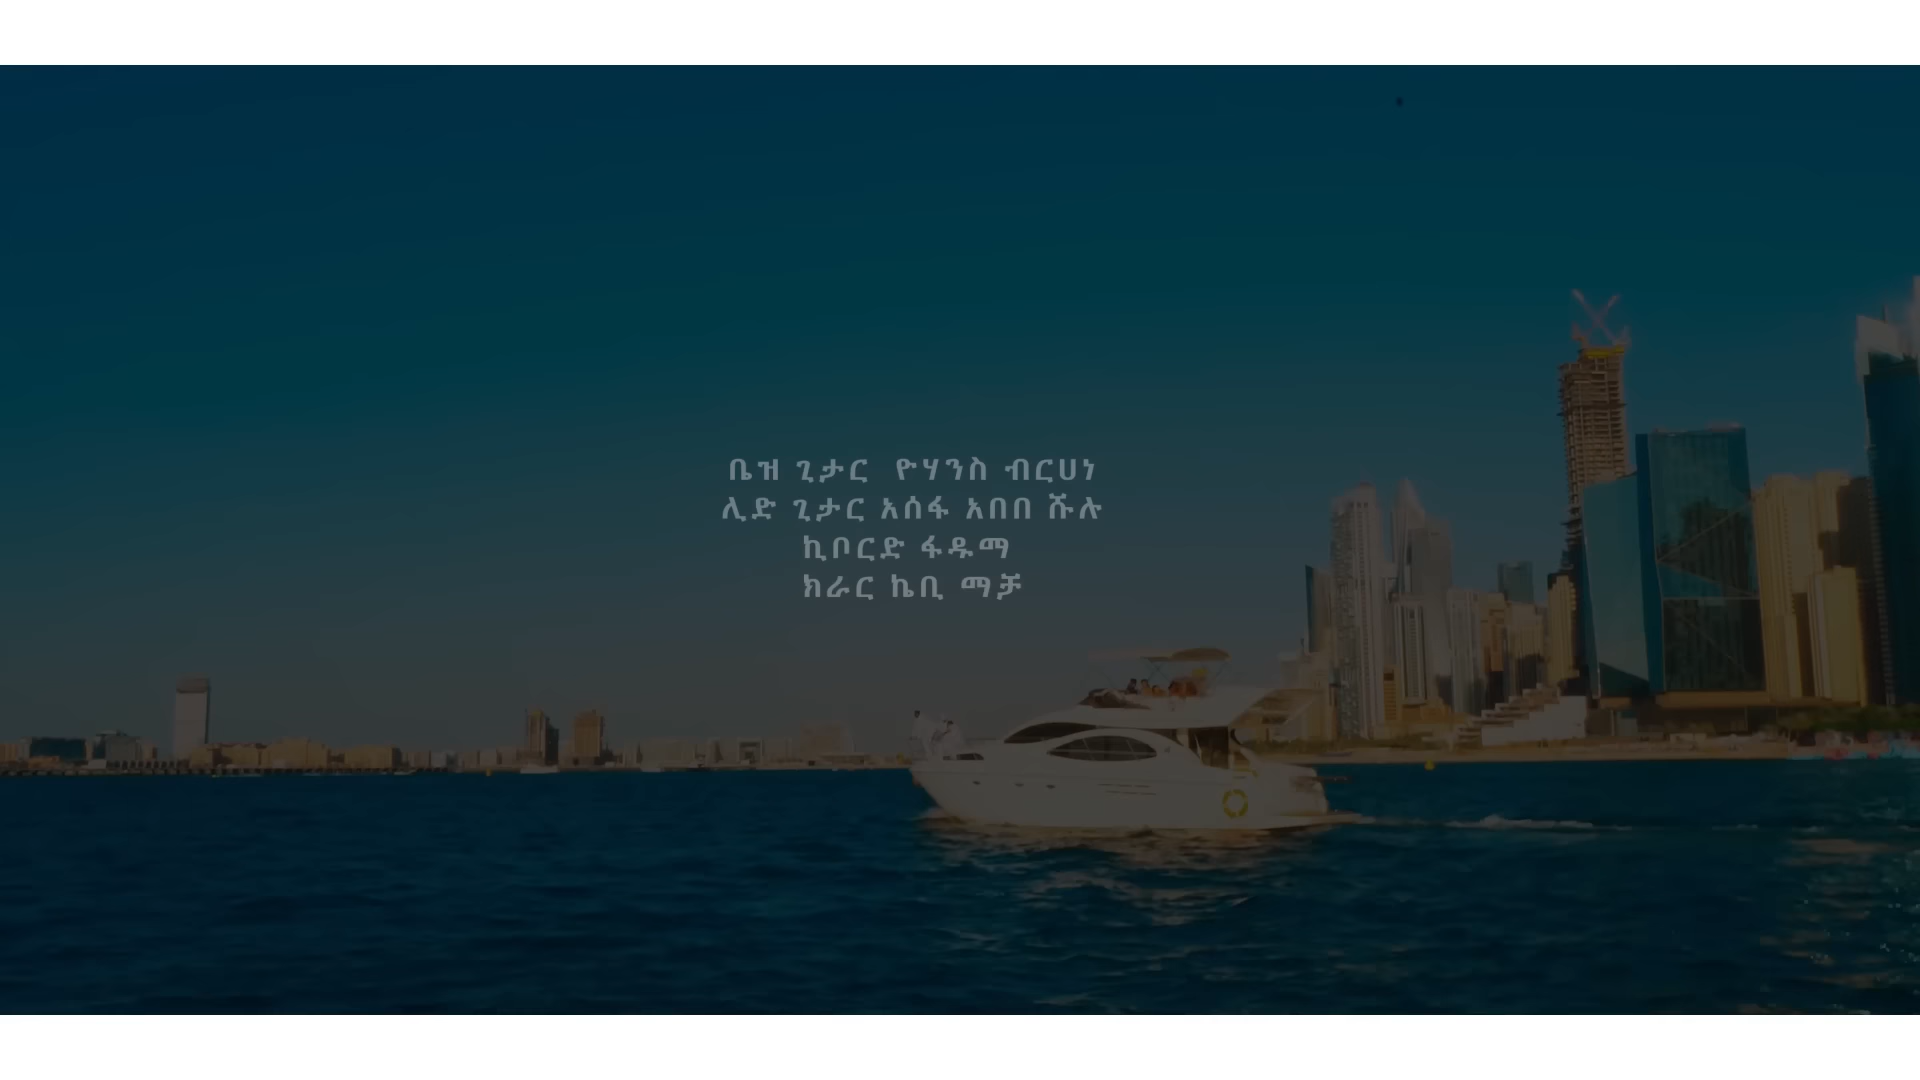 ቤዝ ጊታር ዮሃንስ ብርሀነ
ሊድ ጊታር አሰፋ አበበ ሹሉ
ኪቦርድ ፋዱማ
ክራር ኬቢ ማቻ